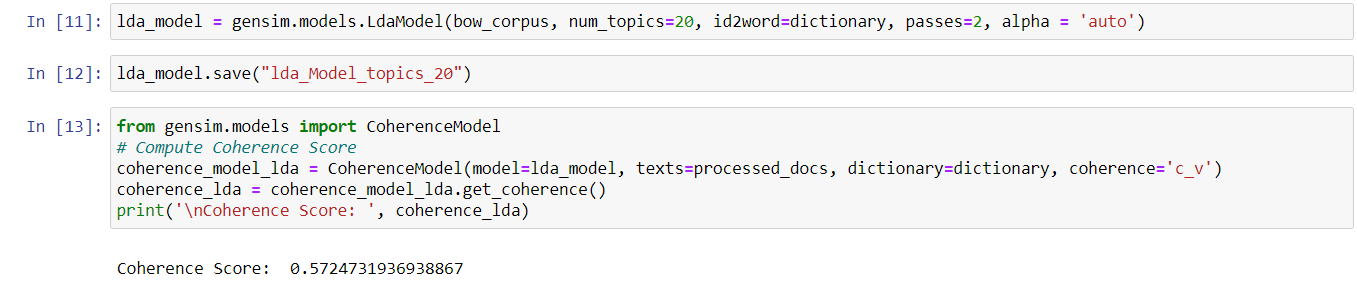 In [11]: lda_model = gensim.models.LdaModel(bow_corpus, num_topics=20, id2word=dictionary, passes=2, alpha = 'auto')
In [12]: lda_model.save("lda_Model_topics_20")
In [13]: from gensim.models import CoherenceModel
# Compute Coherence Score
coherence_model_lda = CoherenceModel(model=lda_model, texts=processed_docs, dictionary=dictionary, coherence='c_v')
coherence_lda = coherence_model_lda.get_coherence()
print('\nCoherence Score: ', coherence_lda)
Coherence Score:  0.5724731936938867